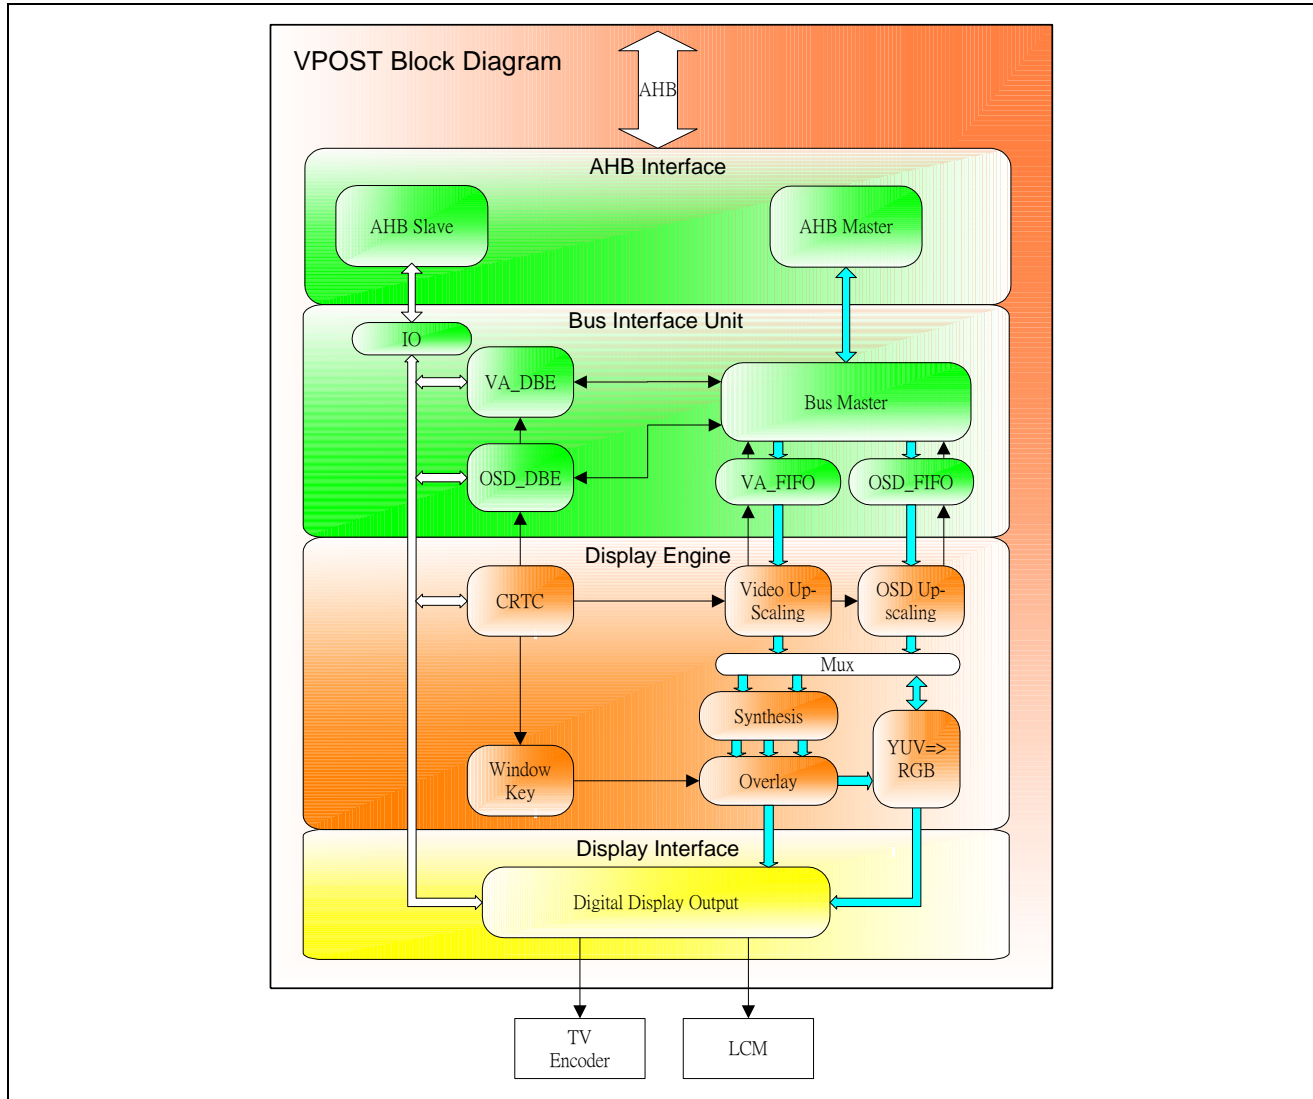 VPOST Block Diagram
AHB
AHB Interface
AHB Slave
AHB Master
Bus Interface Unit
IO
VA_DBE
Bus Master
OSD_DBE
VA_FIFO
OSD_FIFO
Display Engine
CRTC
Video Up-
Scaling
OSD Up-
scaling
Mux
Synthesis
YUV=>
RGB
Window
Key
Overlay
Display Interface
Digital Display Output
TV
Encoder
LCM